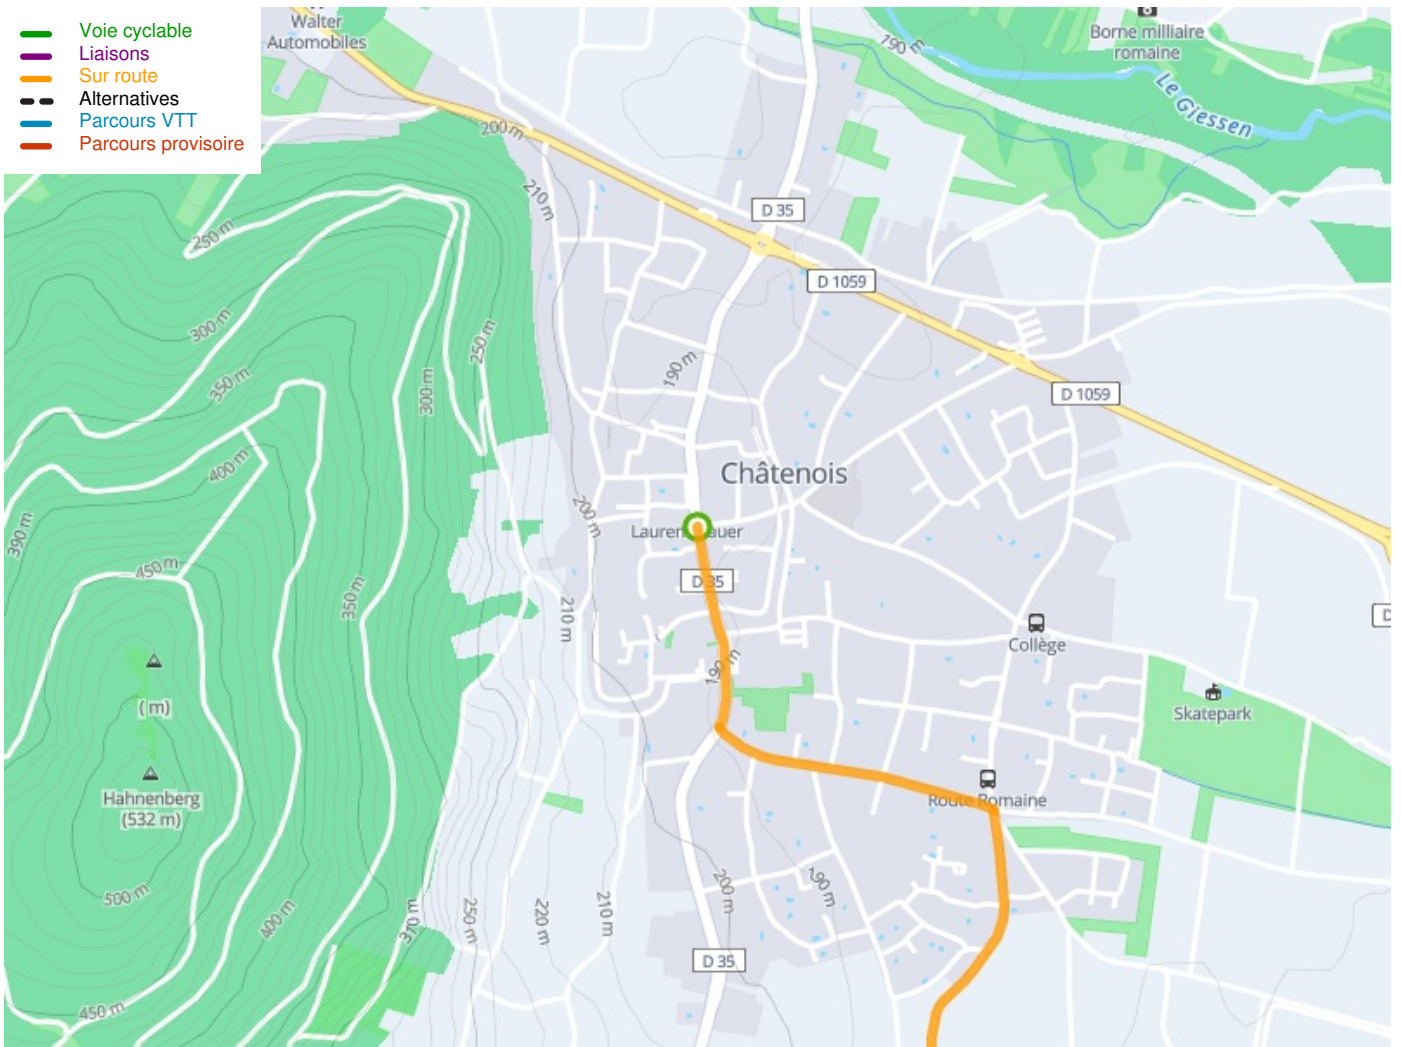 Voie cyclable
Liaisons
Sur route
Alternatives
Parcours VTT
Parcours provisoire
Walter
Automobiles
Borne milliaire
romaine
190 m
Le Giessen
200 m
210 m
D 35
250 m
D 1059
300 m
250 m
190 m
350 m
300 m
D 1059
400 m
Châtenois
200 m
390 m
450 m
D 35
350 m
210 m
Collège
190 m
( m)
Skatepark
Hahnenberg
(532 m)
Route Romaine
500 m
400 m
370 m
250 m
220 m
210 m
200 m
190 m
D 35
450 m